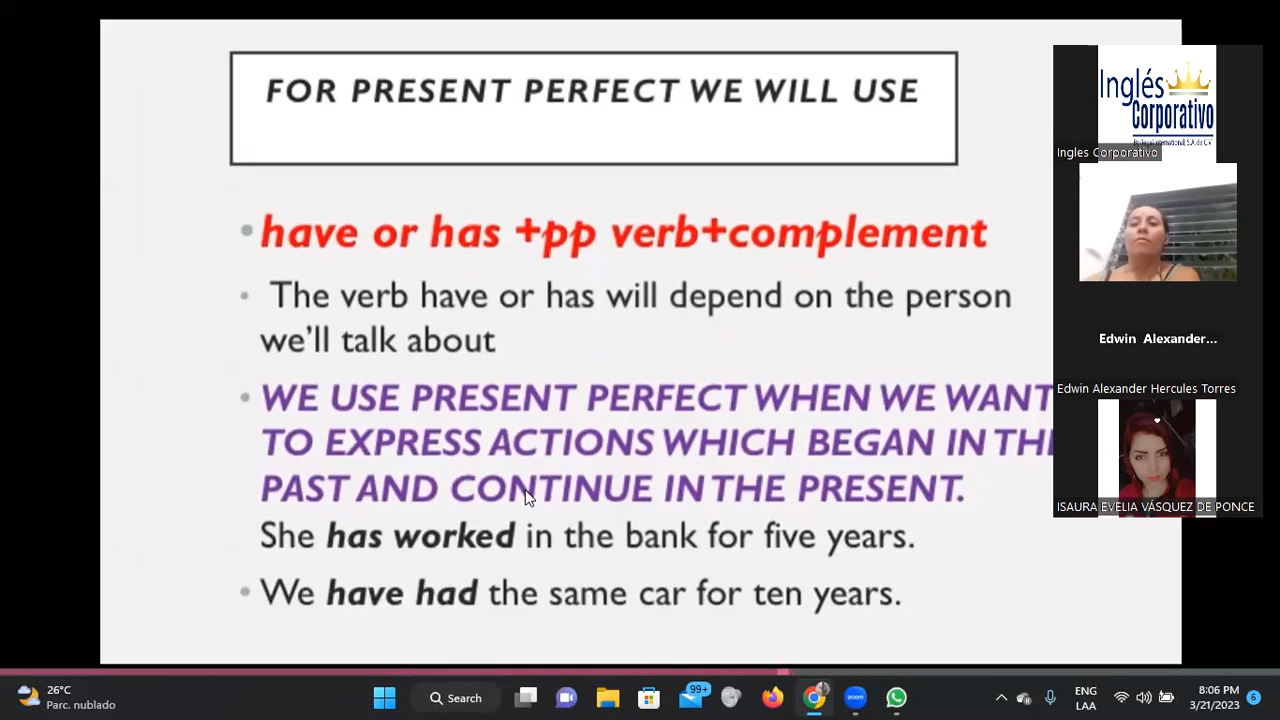 FOR PRESENT PERFECT WE WILL USE
have or has +pp verb+complement
The verb have or has will depend on the person
we'll talk about
WE USE PRESENT PERFECT WHEN WE WANT
TO EXPRESS ACTIONS WHICH BEGAN IN THE
PAST AND CONTINUE IN THE PRESENT.
She has worked in the bank for five years.
We have had the same car for ten years.
Inglés
Corporativo
Ingles Corporativo
Edwin Alexander...
Edwin Alexander Hercules Torres
ISAURA EVELIA VÁSQUEZ DE PONCE
26°C
Parc. nublado
Search
99+
ENG
LAA
8:06 PM
3/21/2023
6